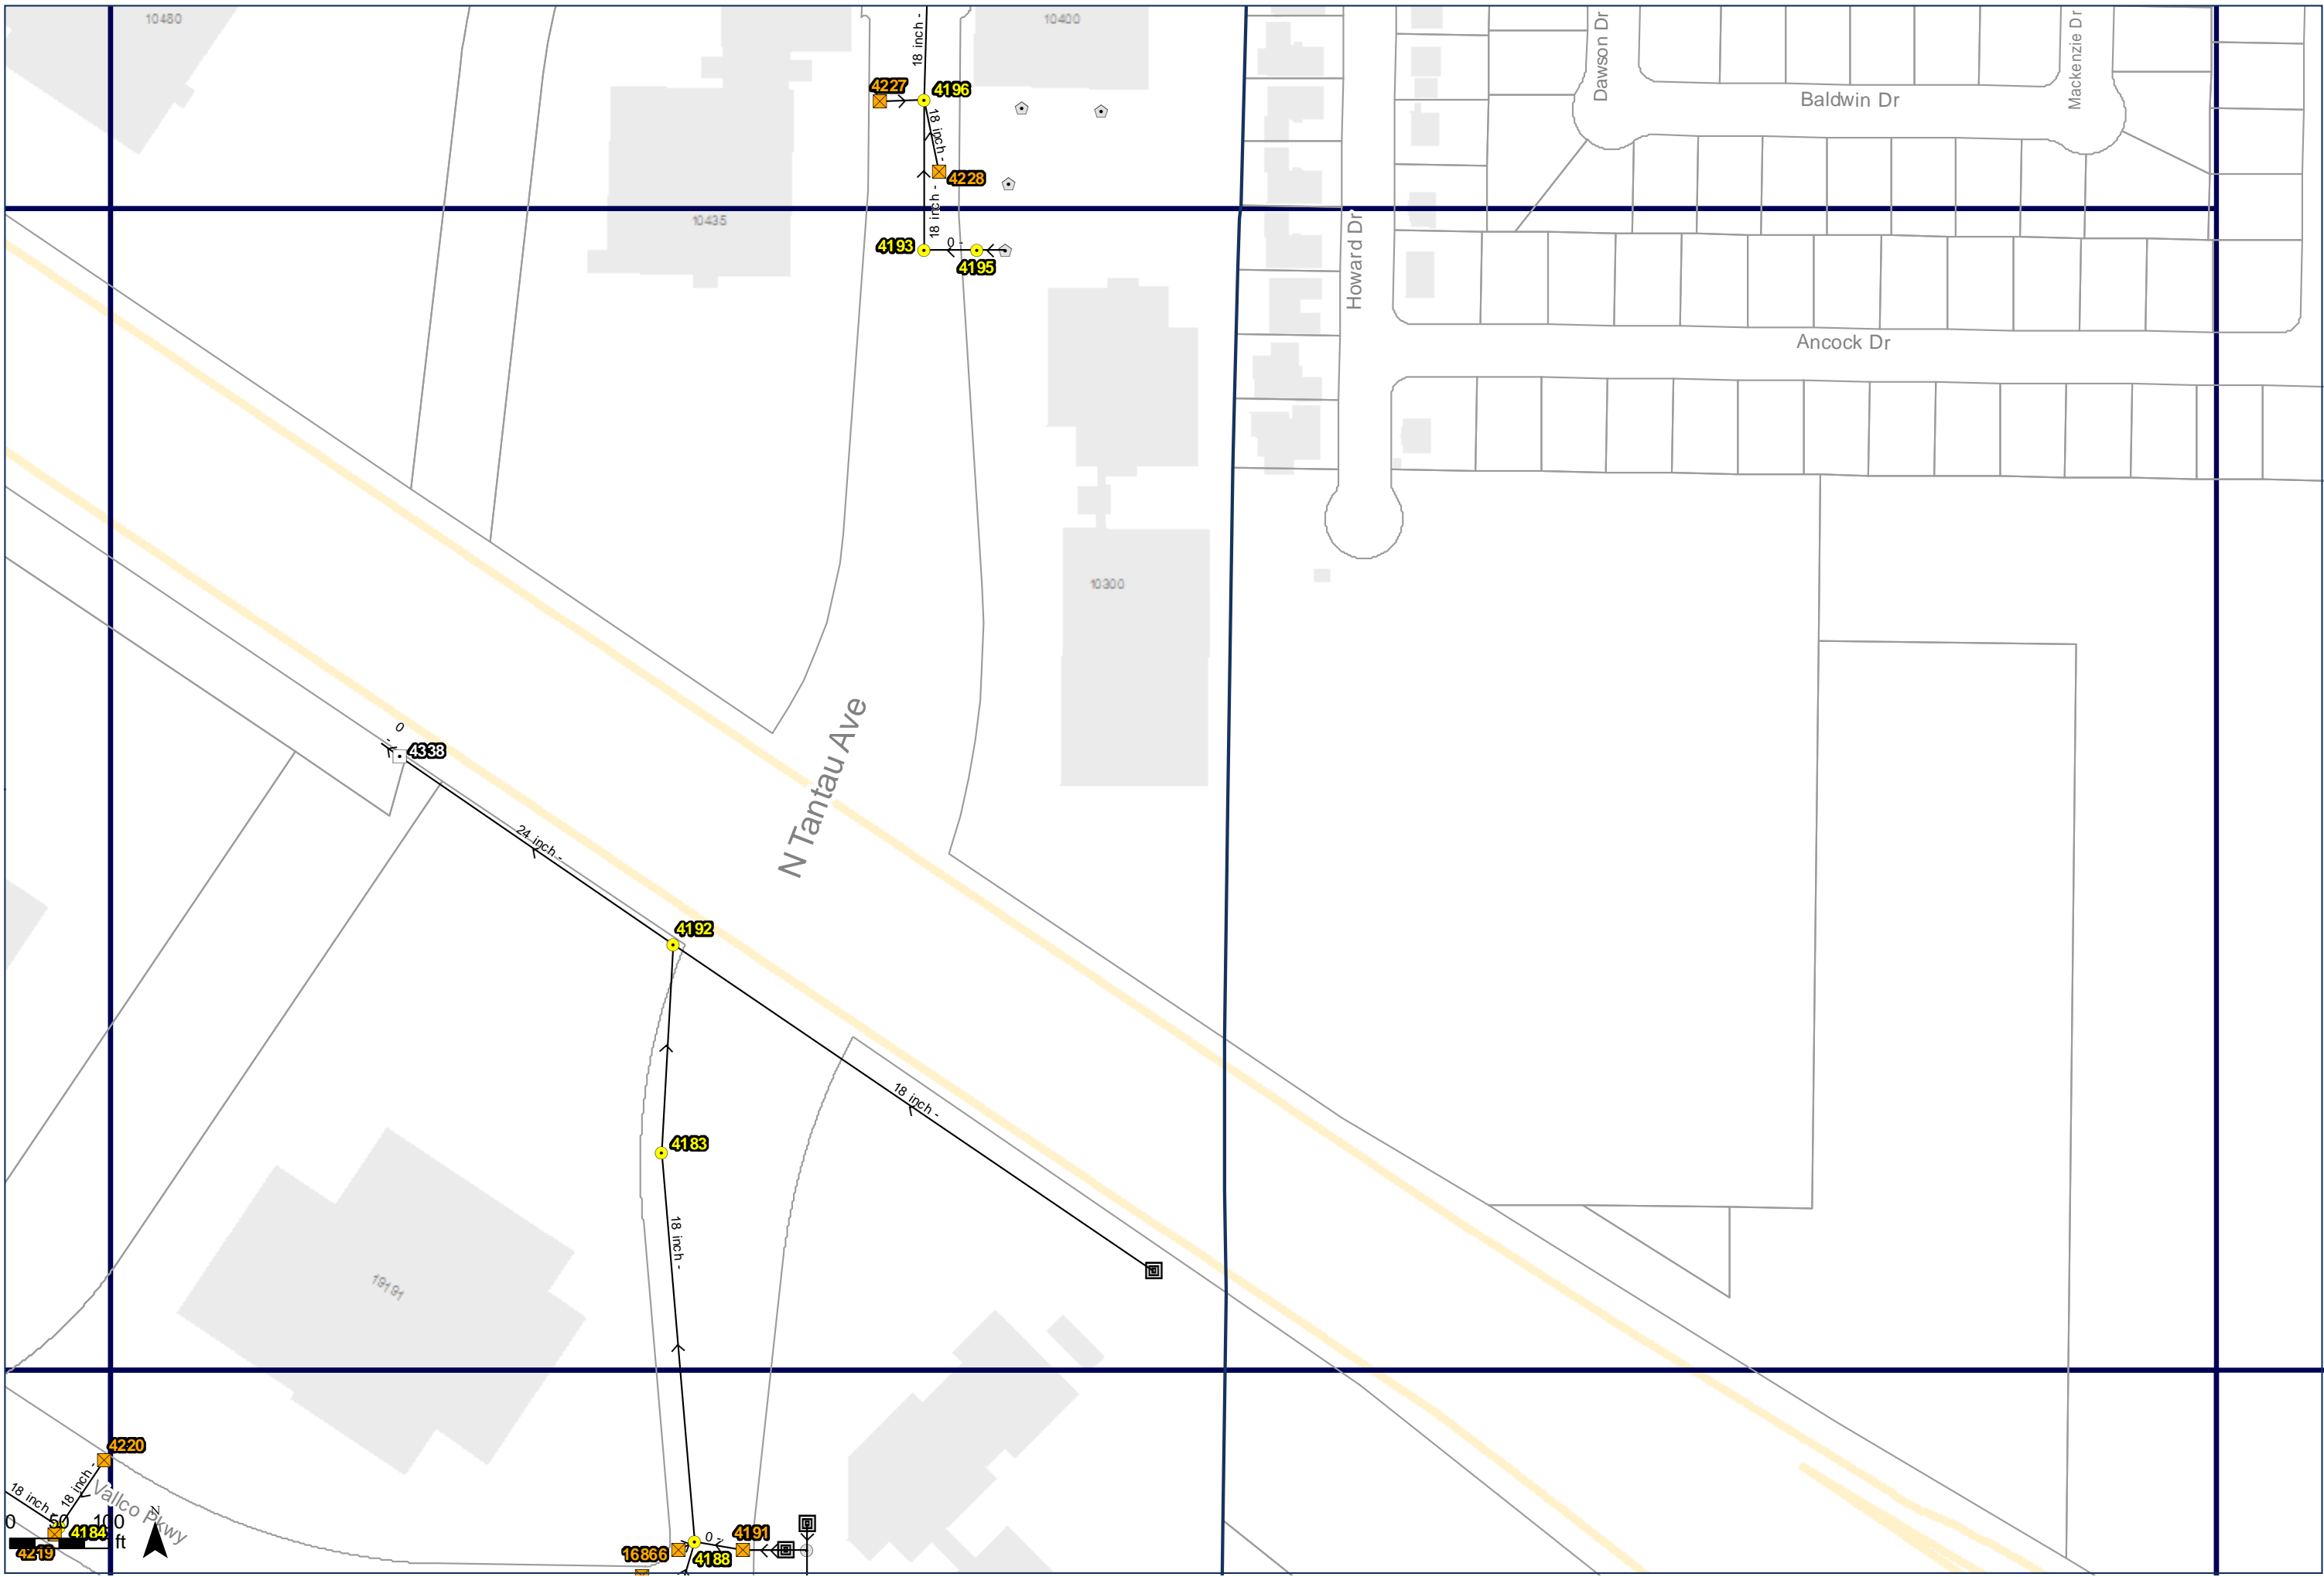 10480
18 inch -
10400
Dawson Dr
Mackenzie Dr
4227
4196
Baldwin Dr
18 inch -
4228
10435
18 inch -
Howard Dr
4193
0 -
4195
Ancock Dr
10300
N Tantau Ave
0 -
4338
24 inch -
4192
18 inch -
4183
18 inch -
19191
4220
18 inch -
18 inch
Vallco Pkwy
N
0 50 100
ft
4184
4219
0 -
4191
16866
4188